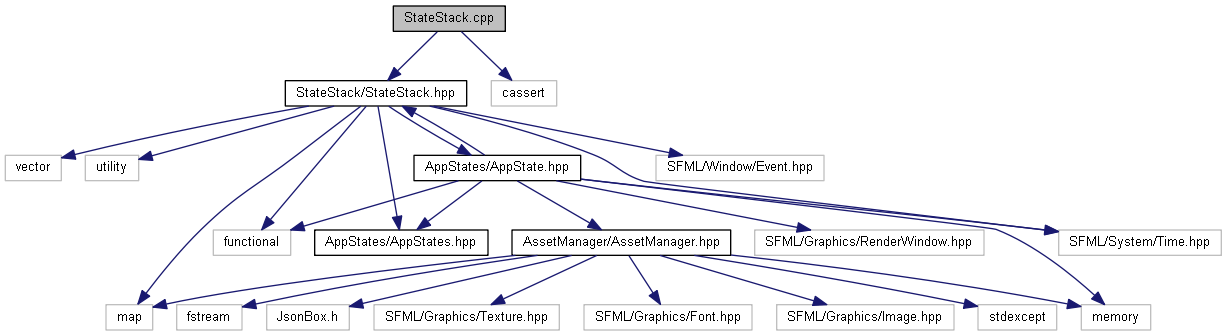 StateStack.cpp
StateStack/StateStack.hpp
cassert
vector
utility
AppStates/AppState.hpp
SFML/Window/Event.hpp
functional
AppStates/AppStates.hpp
AssetManager/AssetManager.hpp
SFML/Graphics/RenderWindow.hpp
SFML/System/Time.hpp
map
fstream
JsonBox.h
SFML/Graphics/Texture.hpp
SFML/Graphics/Font.hpp
SFML/Graphics/Image.hpp
stdexcept
memory